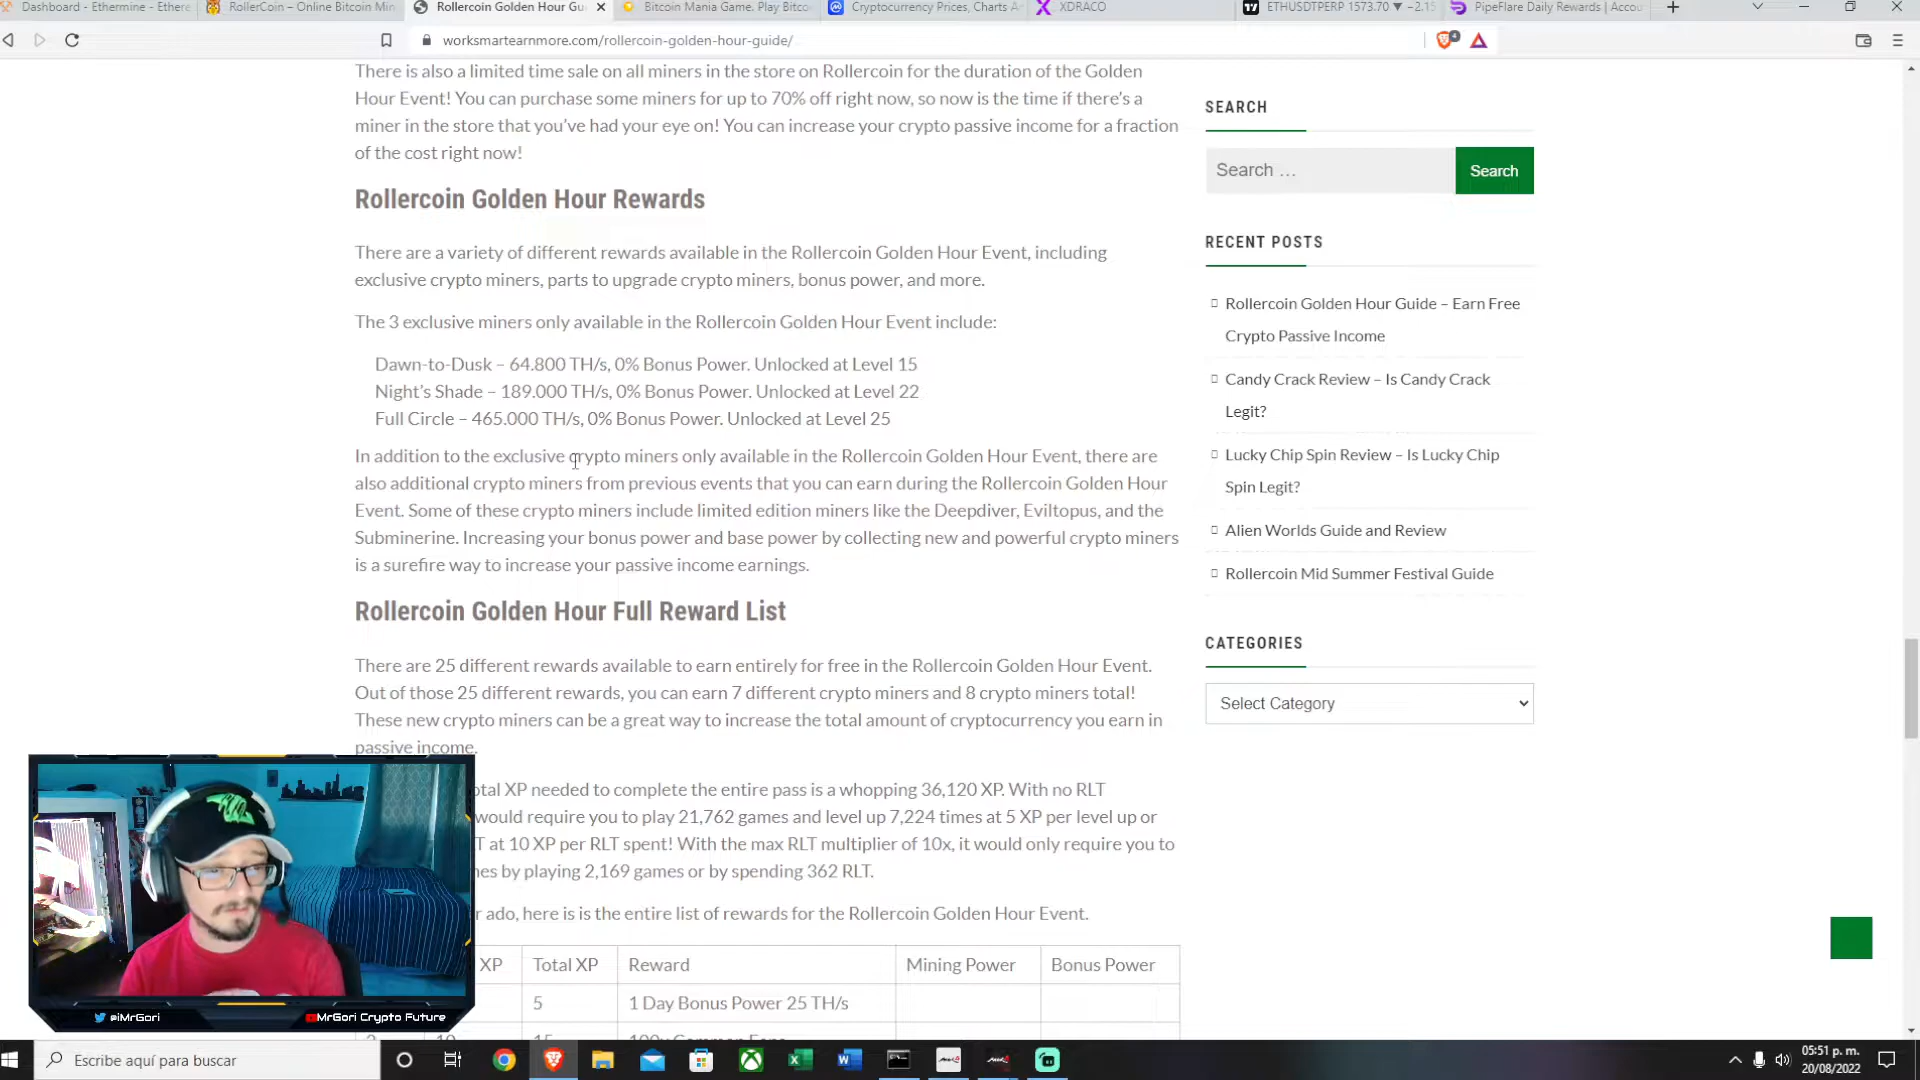 Dashboard - Ethermine - Ethere
RollerCoin – Online Bitcoin Min
Rollercoin Golden Hour Gu
Bitcoin Mania Game. Play Bitco
Cryptocurrency Prices, Charts A
XDRACO
ETHUSDTPERP 1573.70 ▼ −2.15
PipeFlare Daily Rewards | Accou
worksmartearnmore.com/rollercoin-golden-hour-guide/
4
There is also a limited time sale on all miners in the store on Rollercoin for the duration of the Golden
Hour Event! You can purchase some miners for up to 70% off right now, so now is the time if there's a
miner in the store that you've had your eye on! You can increase your crypto passive income for a fraction
of the cost right now!
Rollercoin Golden Hour Rewards
There are a variety of different rewards available in the Rollercoin Golden Hour Event, including
exclusive crypto miners, parts to upgrade crypto miners, bonus power, and more.
The 3 exclusive miners only available in the Rollercoin Golden Hour Event include:
Dawn-to-Dusk – 64.800 TH/s, 0% Bonus Power. Unlocked at Level 15
Night's Shade – 189.000 TH/s, 0% Bonus Power. Unlocked at Level 22
Full Circle – 465.000 TH/s, 0% Bonus Power. Unlocked at Level 25
In addition to the exclusive crypto miners only available in the Rollercoin Golden Hour Event, there are
also additional crypto miners from previous events that you can earn during the Rollercoin Golden Hour
Event. Some of these crypto miners include limited edition miners like the Deepdiver, Eviltopus, and the
Subminerine. Increasing your bonus power and base power by collecting new and powerful crypto miners
is a surefire way to increase your passive income earnings.
Rollercoin Golden Hour Full Reward List
There are 25 different rewards available to earn entirely for free in the Rollercoin Golden Hour Event.
Out of those 25 different rewards, you can earn 7 different crypto miners and 8 crypto miners total!
These new crypto miners can be a great way to increase the total amount of cryptocurrency you earn in
passive income.
otal XP needed to complete the entire pass is a whopping 36,120 XP. With no RLT
would require you to play 21,762 games and level up 7,224 times at 5 XP per level up or
T at 10 XP per RLT spent! With the max RLT multiplier of 10x, it would only require you to
nes by playing 2,169 games or by spending 362 RLT.
r ado, here is is the entire list of rewards for the Rollercoin Golden Hour Event.
XP Total XP Reward Mining Power Bonus Power
5 1 Day Bonus Power 25 TH/s
SEARCH
Search …
Search
RECENT POSTS
Rollercoin Golden Hour Guide – Earn Free
Crypto Passive Income
Candy Crack Review – Is Candy Crack
Legit?
Lucky Chip Spin Review – Is Lucky Chip
Spin Legit?
Alien Worlds Guide and Review
Rollercoin Mid Summer Festival Guide
CATEGORIES
Select Category
@iMrGori
MrGori Crypto Future
Escribe aquí para buscar
05:51 p. m.
20/08/2022